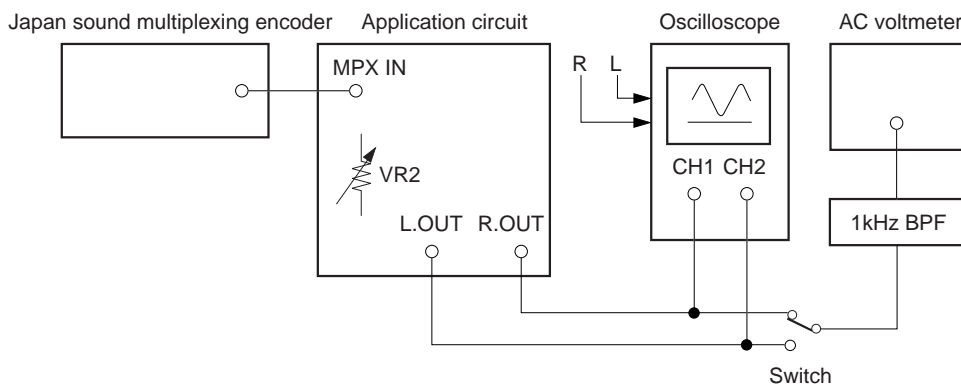 Japan sound multiplexing encoder
Application circuit
Oscilloscope
AC voltmeter
MPX IN
R L
VR2
CH1 CH2
L.OUT R.OUT
1kHz BPF
Switch